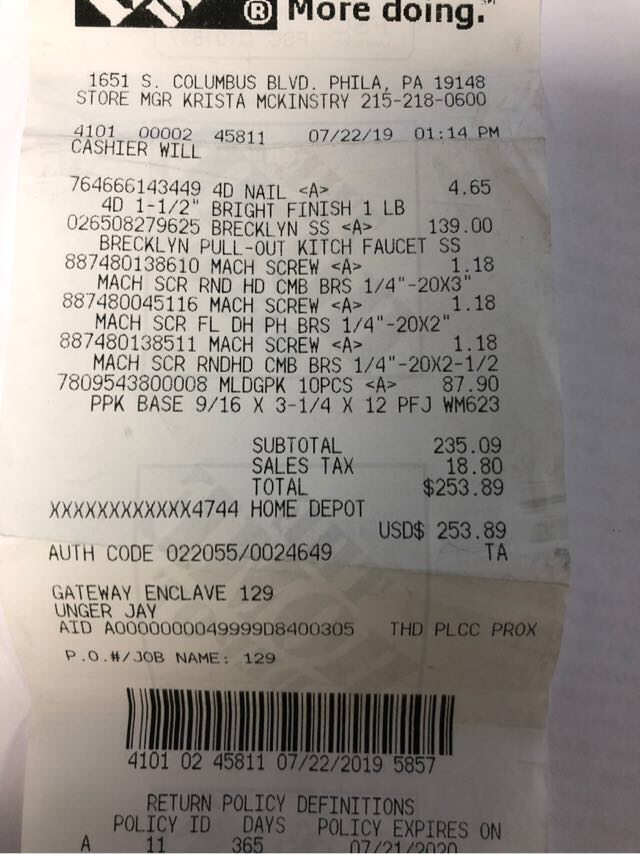 ® More doing.
1651 S. COLUMBUS BLVD. PHILA, PA 19148
STORE MGR KRISTA MCKINSTRY 215-218-0600
4101 00002 45811 07/22/19 01:14 PM
CASHIER WILL
764666143449 4D NAIL <A> 4.65
4D 1-1/2" BRIGHT FINISH 1 LB
026508279625 BRECKLYN SS <A> 139.00
BRECKLYN PULL-OUT KITCH FAUCET SS
887480138610 MACH SCREW <A> 1.18
MACH SCR RND HD CMB BRS 1/4"-20X3"
887480045116 MACH SCREW <A> 1.18
MACH SCR FL DH PH BRS 1/4"-20X2"
887480138511 MACH SCREW <A> 1.18
MACH SCR RNDHD CMB BRS 1/4"-20X2-1/2
7809543800008 MLDGPK 10PCS <A> 87.90
PPK BASE 9/16 X 3-1/4 X 12 PFJ WM623
SUBTOTAL 235.09
SALES TAX 18.80
TOTAL $253.89
XXXXXXXXXXXX4744 HOME DEPOT
USD$ 253.89
AUTH CODE 022055/0024649 TA
GATEWAY ENCLAVE 129
UNGER JAY
AID A0000000049999D8400305 THD PLCC PROX
P.O.#/JOB NAME: 129
4101 02 45811 07/22/2019 5857
RETURN POLICY DEFINITIONS
POLICY ID DAYS POLICY EXPIRES ON
A 11 365 07/21/2020